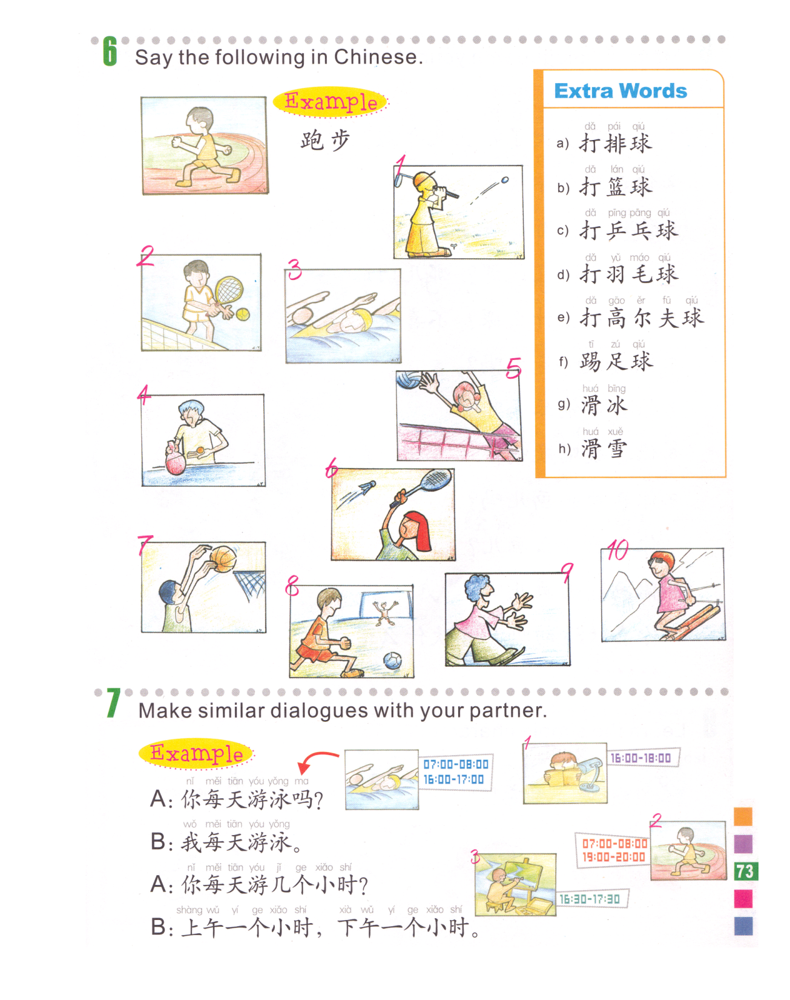 6 Say the following in Chinese.
Example
跑步
Extra Words
dǎ pái qiú
a) 打排球
dǎ lán qiú
b) 打篮球
dǎ pīng pāng qiú
c) 打乒乓球
dǎ yǔ máo qiú
d) 打羽毛球
dǎ gāo ěr fū qiú
e) 打高尔夫球
tī zú qiú
f) 踢足球
huá bīng
g) 滑冰
huá xuě
h) 滑雪
1
2
3
4
5
6
7
8
9
10
7 Make similar dialogues with your partner.
Example
nǐ měi tiān yóu yǒng ma
A: 你每天游泳吗?
wǒ měi tiān yóu yǒng
B: 我每天游泳。
nǐ měi tiān yóu jǐ ge xiǎo shí
A: 你每天游几个小时?
shàng wǔ yí ge xiǎo shí xià wǔ yí ge xiǎo shí
B: 上午一个小时，下午一个小时。
07:00-08:00
16:00-17:00
1
16:00-18:00
2
07:00-08:00
19:00-20:00
3
16:30-17:30
73